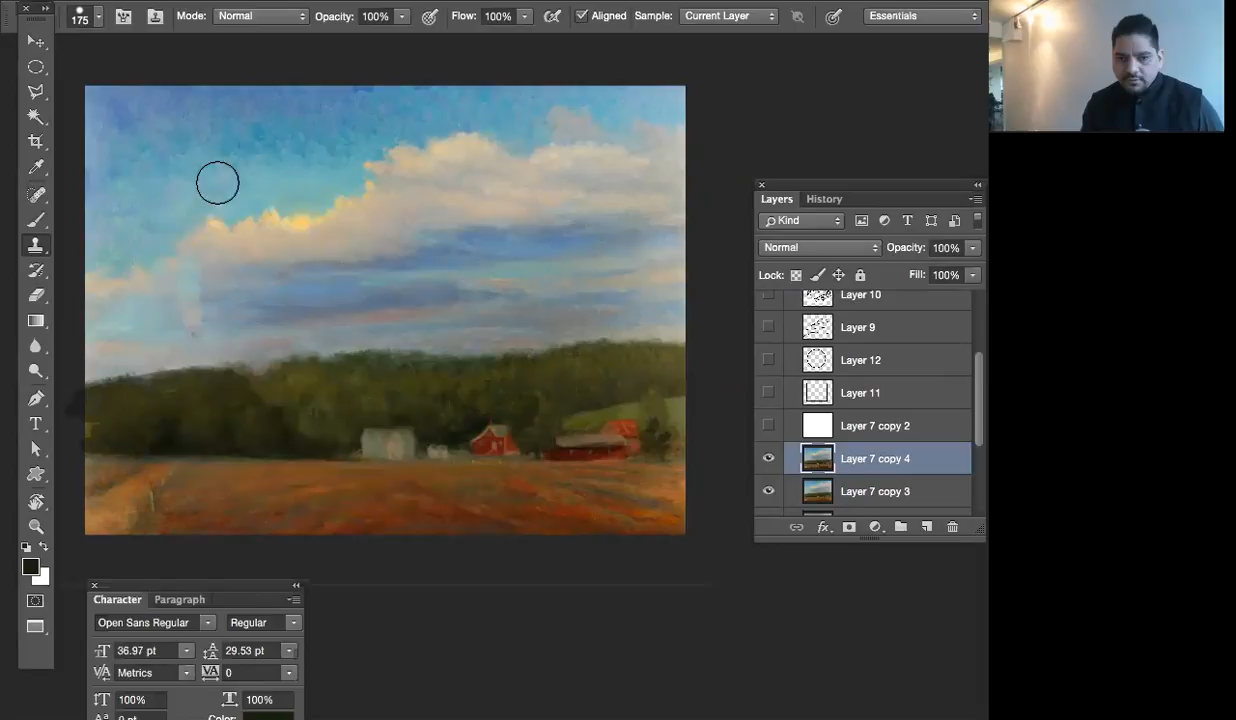 175 Mode: Normal Opacity: 100% Flow: 100% Aligned Sample: Current Layer Essentials
Layers History
Kind
Normal Opacity: 100%
Lock: Fill: 100%
Layer 10
Layer 9
Layer 12
Layer 11
Layer 7 copy 2
Layer 7 copy 4
Layer 7 copy 3
Character Paragraph
Open Sans Regular Regular
36.97 pt 29.53 pt
Metrics 0
100% 100%
0 pt Color: